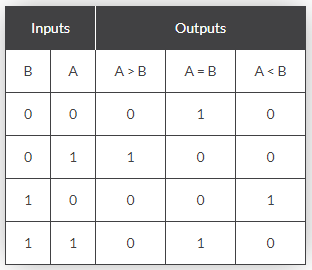 Inputs Outputs
B A A > B A = B A < B
0 0 0 1 0
0 1 1 0 0
1 0 0 0 1
1 1 0 1 0